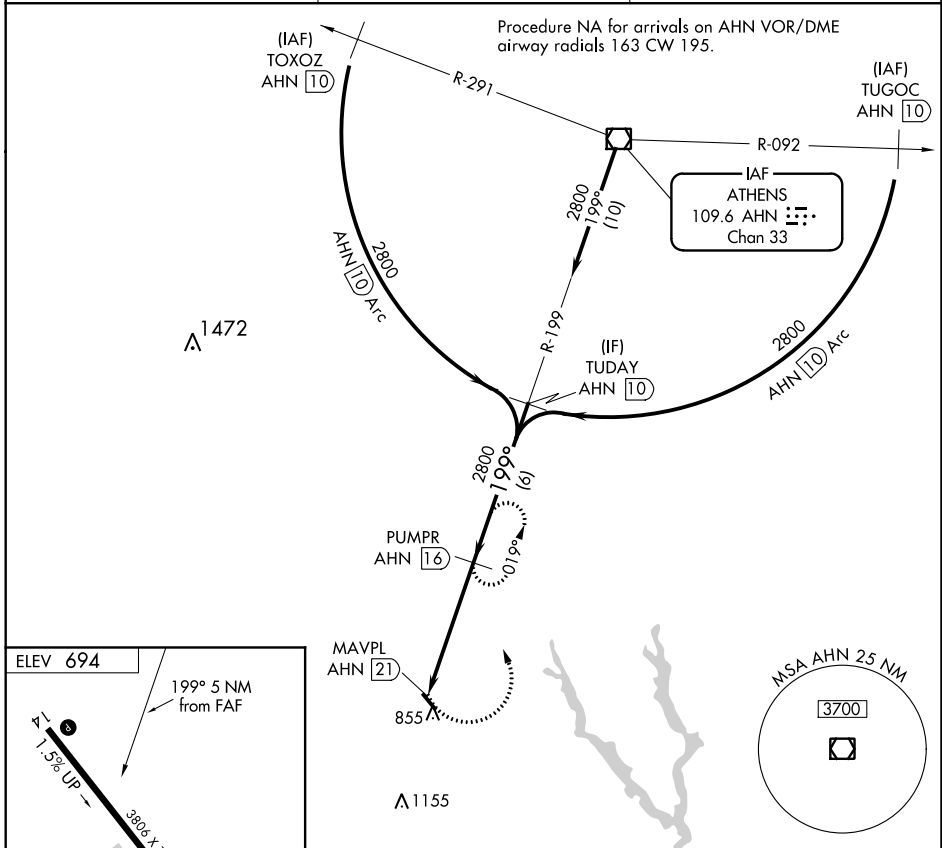 Procedure NA for arrivals on AHN VOR/DME
airway radials 163 CW 195.
(IAF)
TOXOZ
AHN 10
R-291
(IAF)
TUGOC
AHN 10
R-092
IAF
ATHENS
109.6 AHN
Chan 33
2800
199°
(10)
2800
AHN 10 Arc
R-199
2800
AHN 10 Arc
1472
(IF)
TUDAY
AHN 10
2800
199°
(6)
PUMPR
AHN 16
019°
MAVPL
AHN 21
855
1155
MSA AHN 25 NM
3700
ELEV 694
199° 5 NM
from FAF
14
P
1.5% UP
3806 X